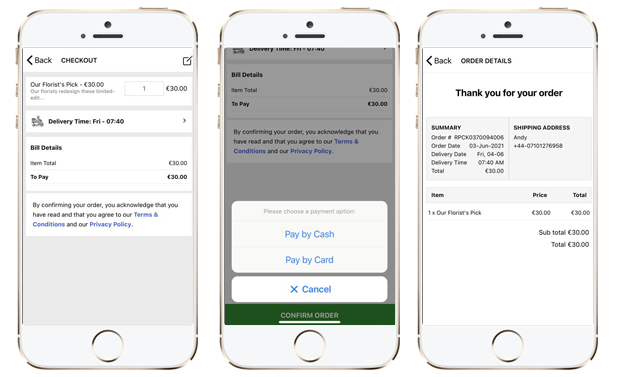 Back CHECKOUT
Our Florist's Pick - €30.00
Our florists redesign these limited-
edit...
1
€30.00
Delivery Time: Fri - 07:40
Bill Details
Item Total €30.00
To Pay €30.00
By confirming your order, you acknowledge that you
have read and that you agree to our Terms &
Conditions and our Privacy Policy.
Delivery Time: Fri - 07:40
Bill Details
Item Total €30.00
To Pay €30.00
By confirming your order, you acknowledge that you
have read and that you agree to our Terms &
Conditions and our Privacy Policy.
Please choose a payment option:
Pay by Cash
Pay by Card
Cancel
CONFIRM ORDER
Back ORDER DETAILS
Thank you for your order
SUMMARY
Order # RPCK0370094006
Order Date 03-Jun-2021
Delivery Date Fri, 04-06
Delivery Time 07:40 AM
Total €30.00
SHIPPING ADDRESS
Andy
+44-07101276958
Item Price Total
1 x Our Florist's Pick €30.00 €30.00
Sub total €30.00
Total €30.00